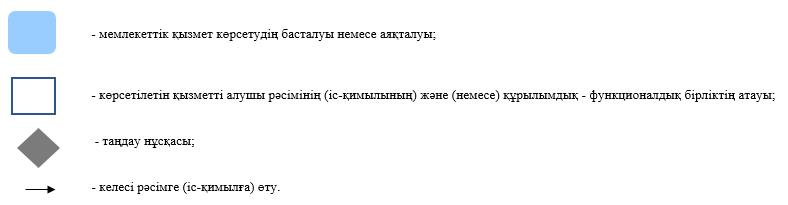 - мемлекеттік қызмет көрсетудің басталуы немесе аяқталуы;
- көрсетілетін қызметті алушы рәсімінің (іс-қимылының) және (немесе) құрылымдық - функционалдық бірліктің атауы;
- таңдау нұсқасы;
- келесі рәсімге (іс-қимылға) өту.